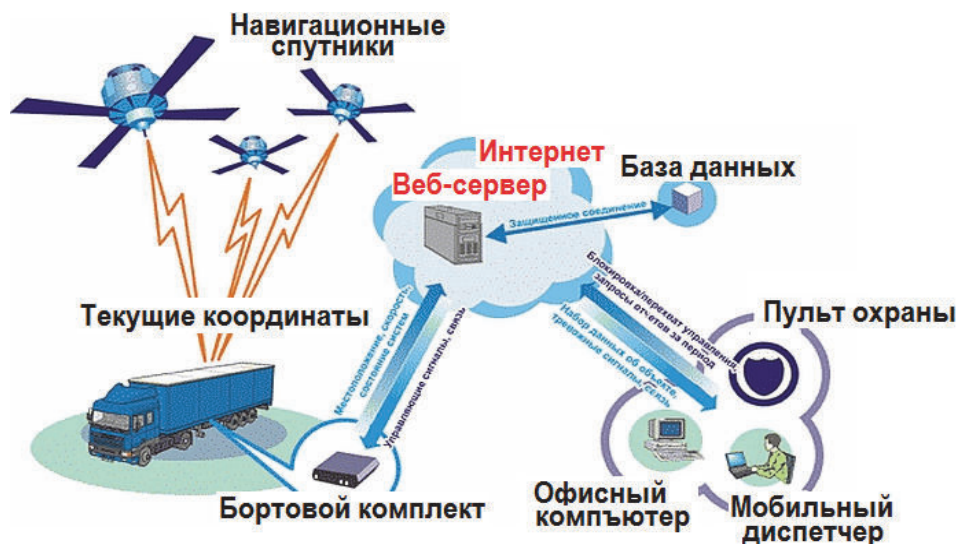 Навигационные
спутники
Интернет
Веб-сервер
База данных
Защищенное соединение
Текущие координаты
Местоположение, скорость,
состояние систем
Управляющие сигналы, связь
Блокировка/перехват управления,
запросы отчетов за период
Набор данных об объекте,
тревожные сигналы, связь
Пульт охраны
Бортовой комплект
Офисный
компъютер
Мобильный
диспетчер